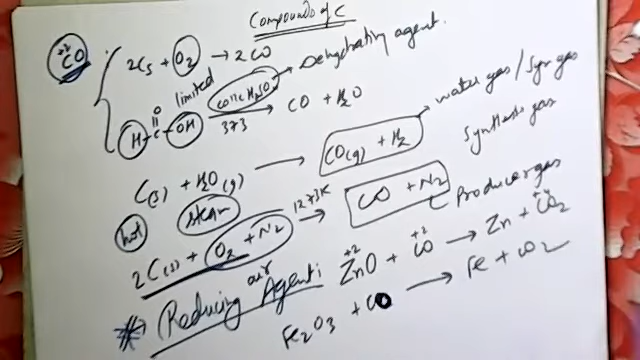 Compounds of C
+2
CO
2Cs + O2 → 2CO
limited
conc H2SO4 → Dehydrating agent.
O
H - C - OH → CO + H2O
373
C(s) + H2O(g) → CO(g) + H2 → water gas / Syn gas
Synthesis gas
hot steam
2C(s) + O2 + N2 1273K → CO + N2 Producer gas
air
* Reducing Agent: +2 ZnO + +2 CO → Zn + +4 CO2
Fe2O3 + CO → Fe + CO2